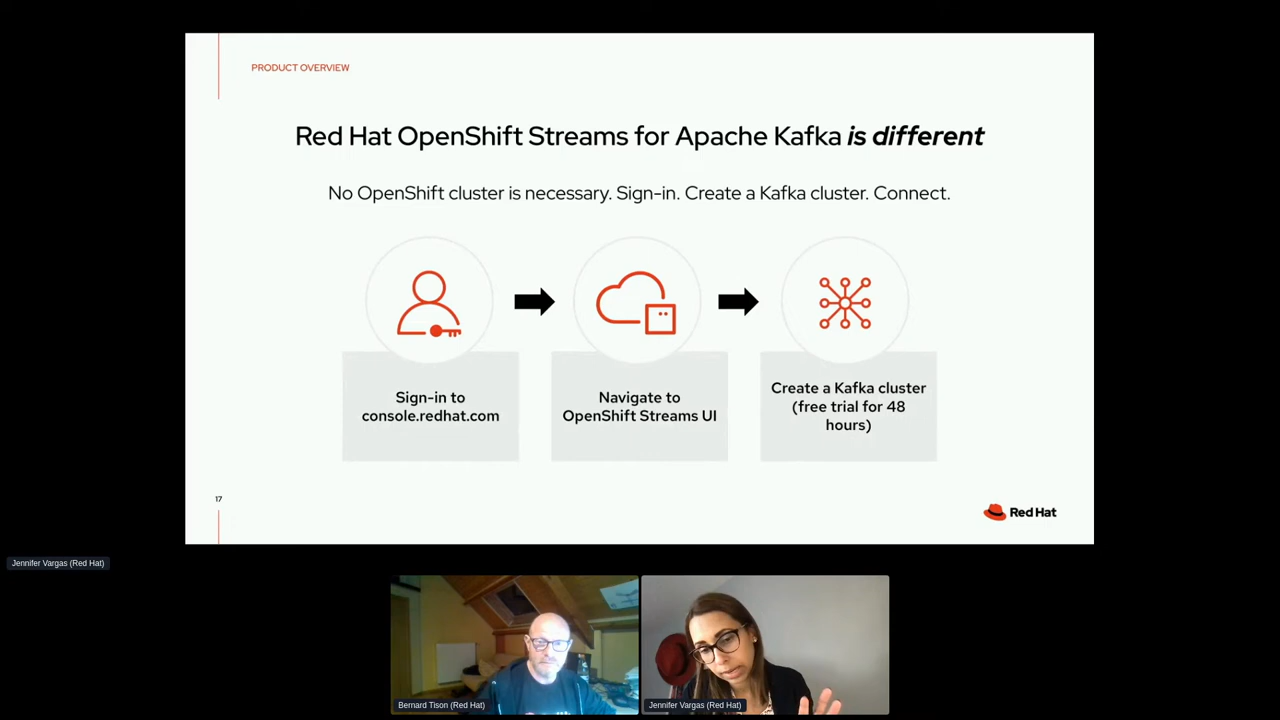 PRODUCT OVERVIEW
Red Hat OpenShift Streams for Apache Kafka is different
No OpenShift cluster is necessary. Sign-in. Create a Kafka cluster. Connect.
Sign-in to
console.redhat.com
Navigate to
OpenShift Streams UI
Create a Kafka cluster
(free trial for 48
hours)
17
Red Hat
Jennifer Vargas (Red Hat)
Bernard Tison (Red Hat)
Jennifer Vargas (Red Hat)